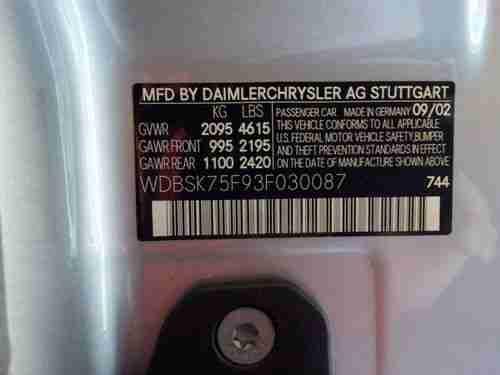 MFD BY DAIMLERCHRYSLER AG STUTTGART
KG LBS
GVWR 2095 4615
GAWR FRONT 995 2195
GAWR REAR 1100 2420
PASSENGER CAR. MADE IN GERMANY 09/02
THIS VEHICLE CONFORMS TO ALL APPLICABLE
U.S. FEDERAL MOTOR VEHICLE SAFETY, BUMPER
AND THEFT PREVENTION STANDARDS IN EFFECT
ON THE DATE OF MANUFACTURE SHOWN ABOVE.
WDBSK75F93F030087 744